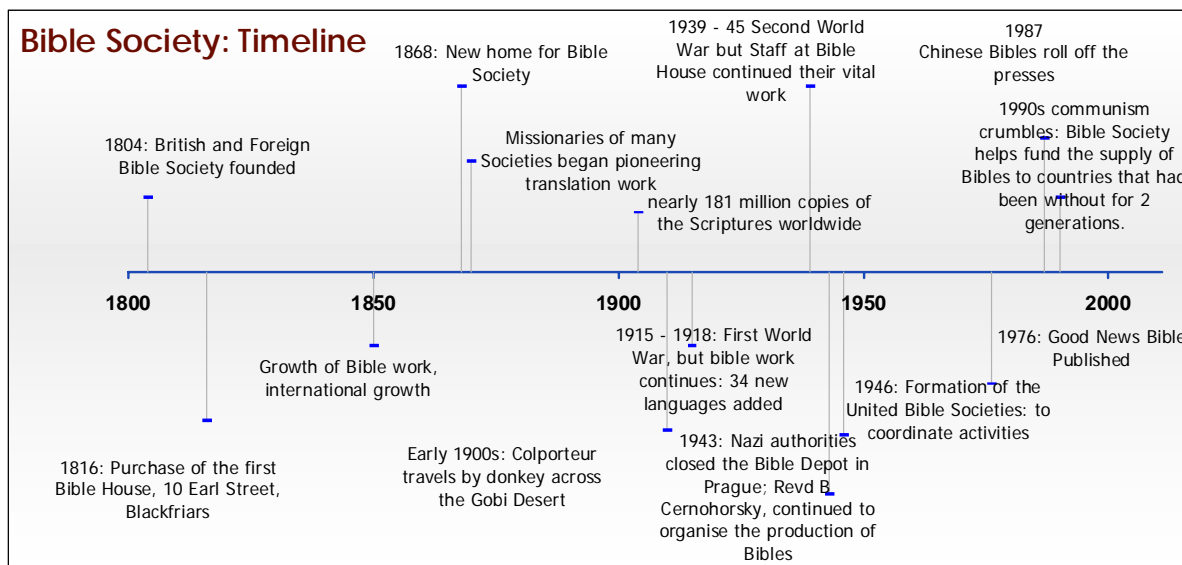 Bible Society: Timeline
1868: New home for Bible
Society
1939 - 45 Second World
War but Staff at Bible
House continued their vital
work
1987
Chinese Bibles roll off the
presses
1804: British and Foreign
Bible Society founded
Missionaries of many
Societies began pioneering
translation work
nearly 181 million copies of
the Scriptures worldwide
1990s communism
crumbles: Bible Society
helps fund the supply of
Bibles to countries that had
been without for 2
generations.
1800
1850
1900
1950
2000
Growth of Bible work,
international growth
1816: Purchase of the first
Bible House, 10 Earl Street,
Blackfriars
Early 1900s: Colporteur
travels by donkey across
the Gobi Desert
1915 - 1918: First World
War, but bible work
continues: 34 new
languages added
1943: Nazi authorities
closed the Bible Depot in
Prague; Revd B
Cernohorsky, continued to
organise the production of
Bibles
1946: Formation of the
United Bible Societies: to
coordinate activities
1976: Good News Bible
Published